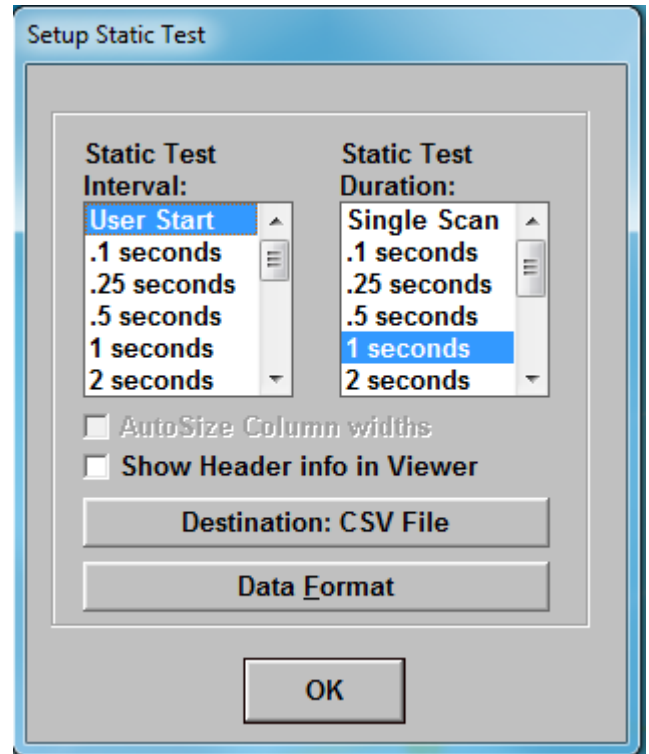 Setup Static Test
Static Test
Interval:
User Start
.1 seconds
.25 seconds
.5 seconds
1 seconds
2 seconds
Static Test
Duration:
Single Scan
.1 seconds
.25 seconds
.5 seconds
1 seconds
2 seconds
AutoSize Column widths
Show Header info in Viewer
Destination: CSV File
Data Format
OK